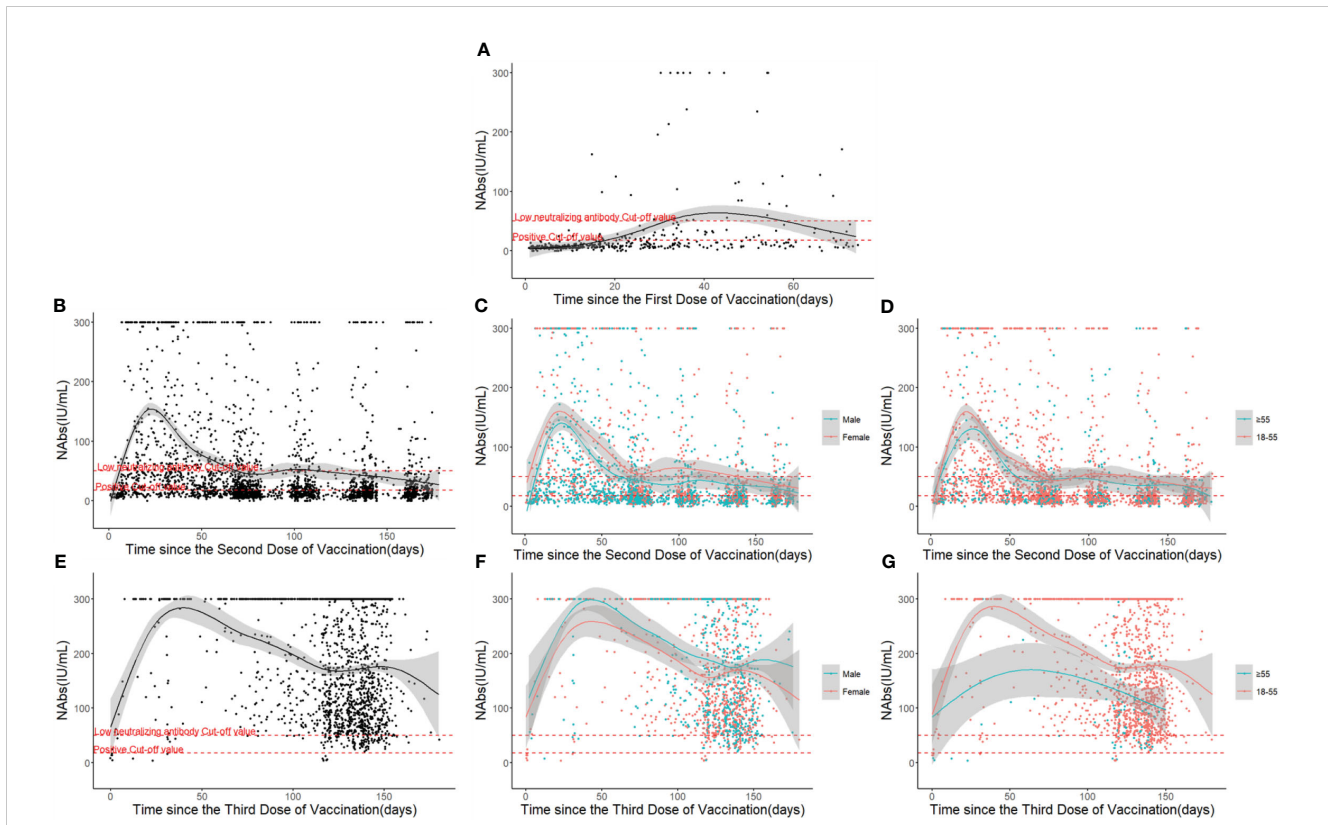 A
300
200
100
0
NAbs(IU/mL)
Low neutralizing antibody Cut-off value
Positive Cut-off value
0 20 40 60
Time since the First Dose of Vaccination(days)
B
300
200
100
0
NAbs(IU/mL)
Low neutralizing antibody Cut-off value
Positive Cut-off value
0 50 100 150
Time since the Second Dose of Vaccination(days)
C
300
200
100
0
NAbs(IU/mL)
Male
Female
0 50 100 150
Time since the Second Dose of Vaccination(days)
D
300
200
100
0
NAbs(IU/mL)
≥55
18-55
0 50 100 150
Time since the Second Dose of Vaccination(days)
E
300
200
100
0
NAbs(IU/mL)
Low neutralizing antibody Cut-off value
Positive Cut-off value
0 50 100 150
Time since the Third Dose of Vaccination(days)
F
300
200
100
0
NAbs(IU/mL)
Male
Female
0 50 100 150
Time since the Third Dose of Vaccination(days)
G
300
200
100
0
NAbs(IU/mL)
≥55
18-55
0 50 100 150
Time since the Third Dose of Vaccination(days)